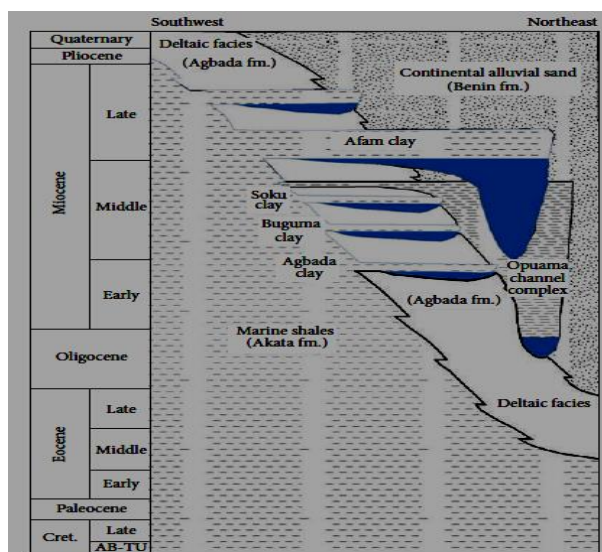 Southwest
Northeast
Quaternary
Pliocene
Miocene
Late
Middle
Early
Oligocene
Eocene
Late
Middle
Early
Paleocene
Cret.
Late
AB-TU
Deltaic facies
(Agbada fm.)
Continental alluvial sand
(Benin fm.)
Afam clay
Soku
clay
Buguma
clay
Agbada
clay
Opuama
channel
complex
(Agbada fm.)
Marine shales
(Akata fm.)
Deltaic facies